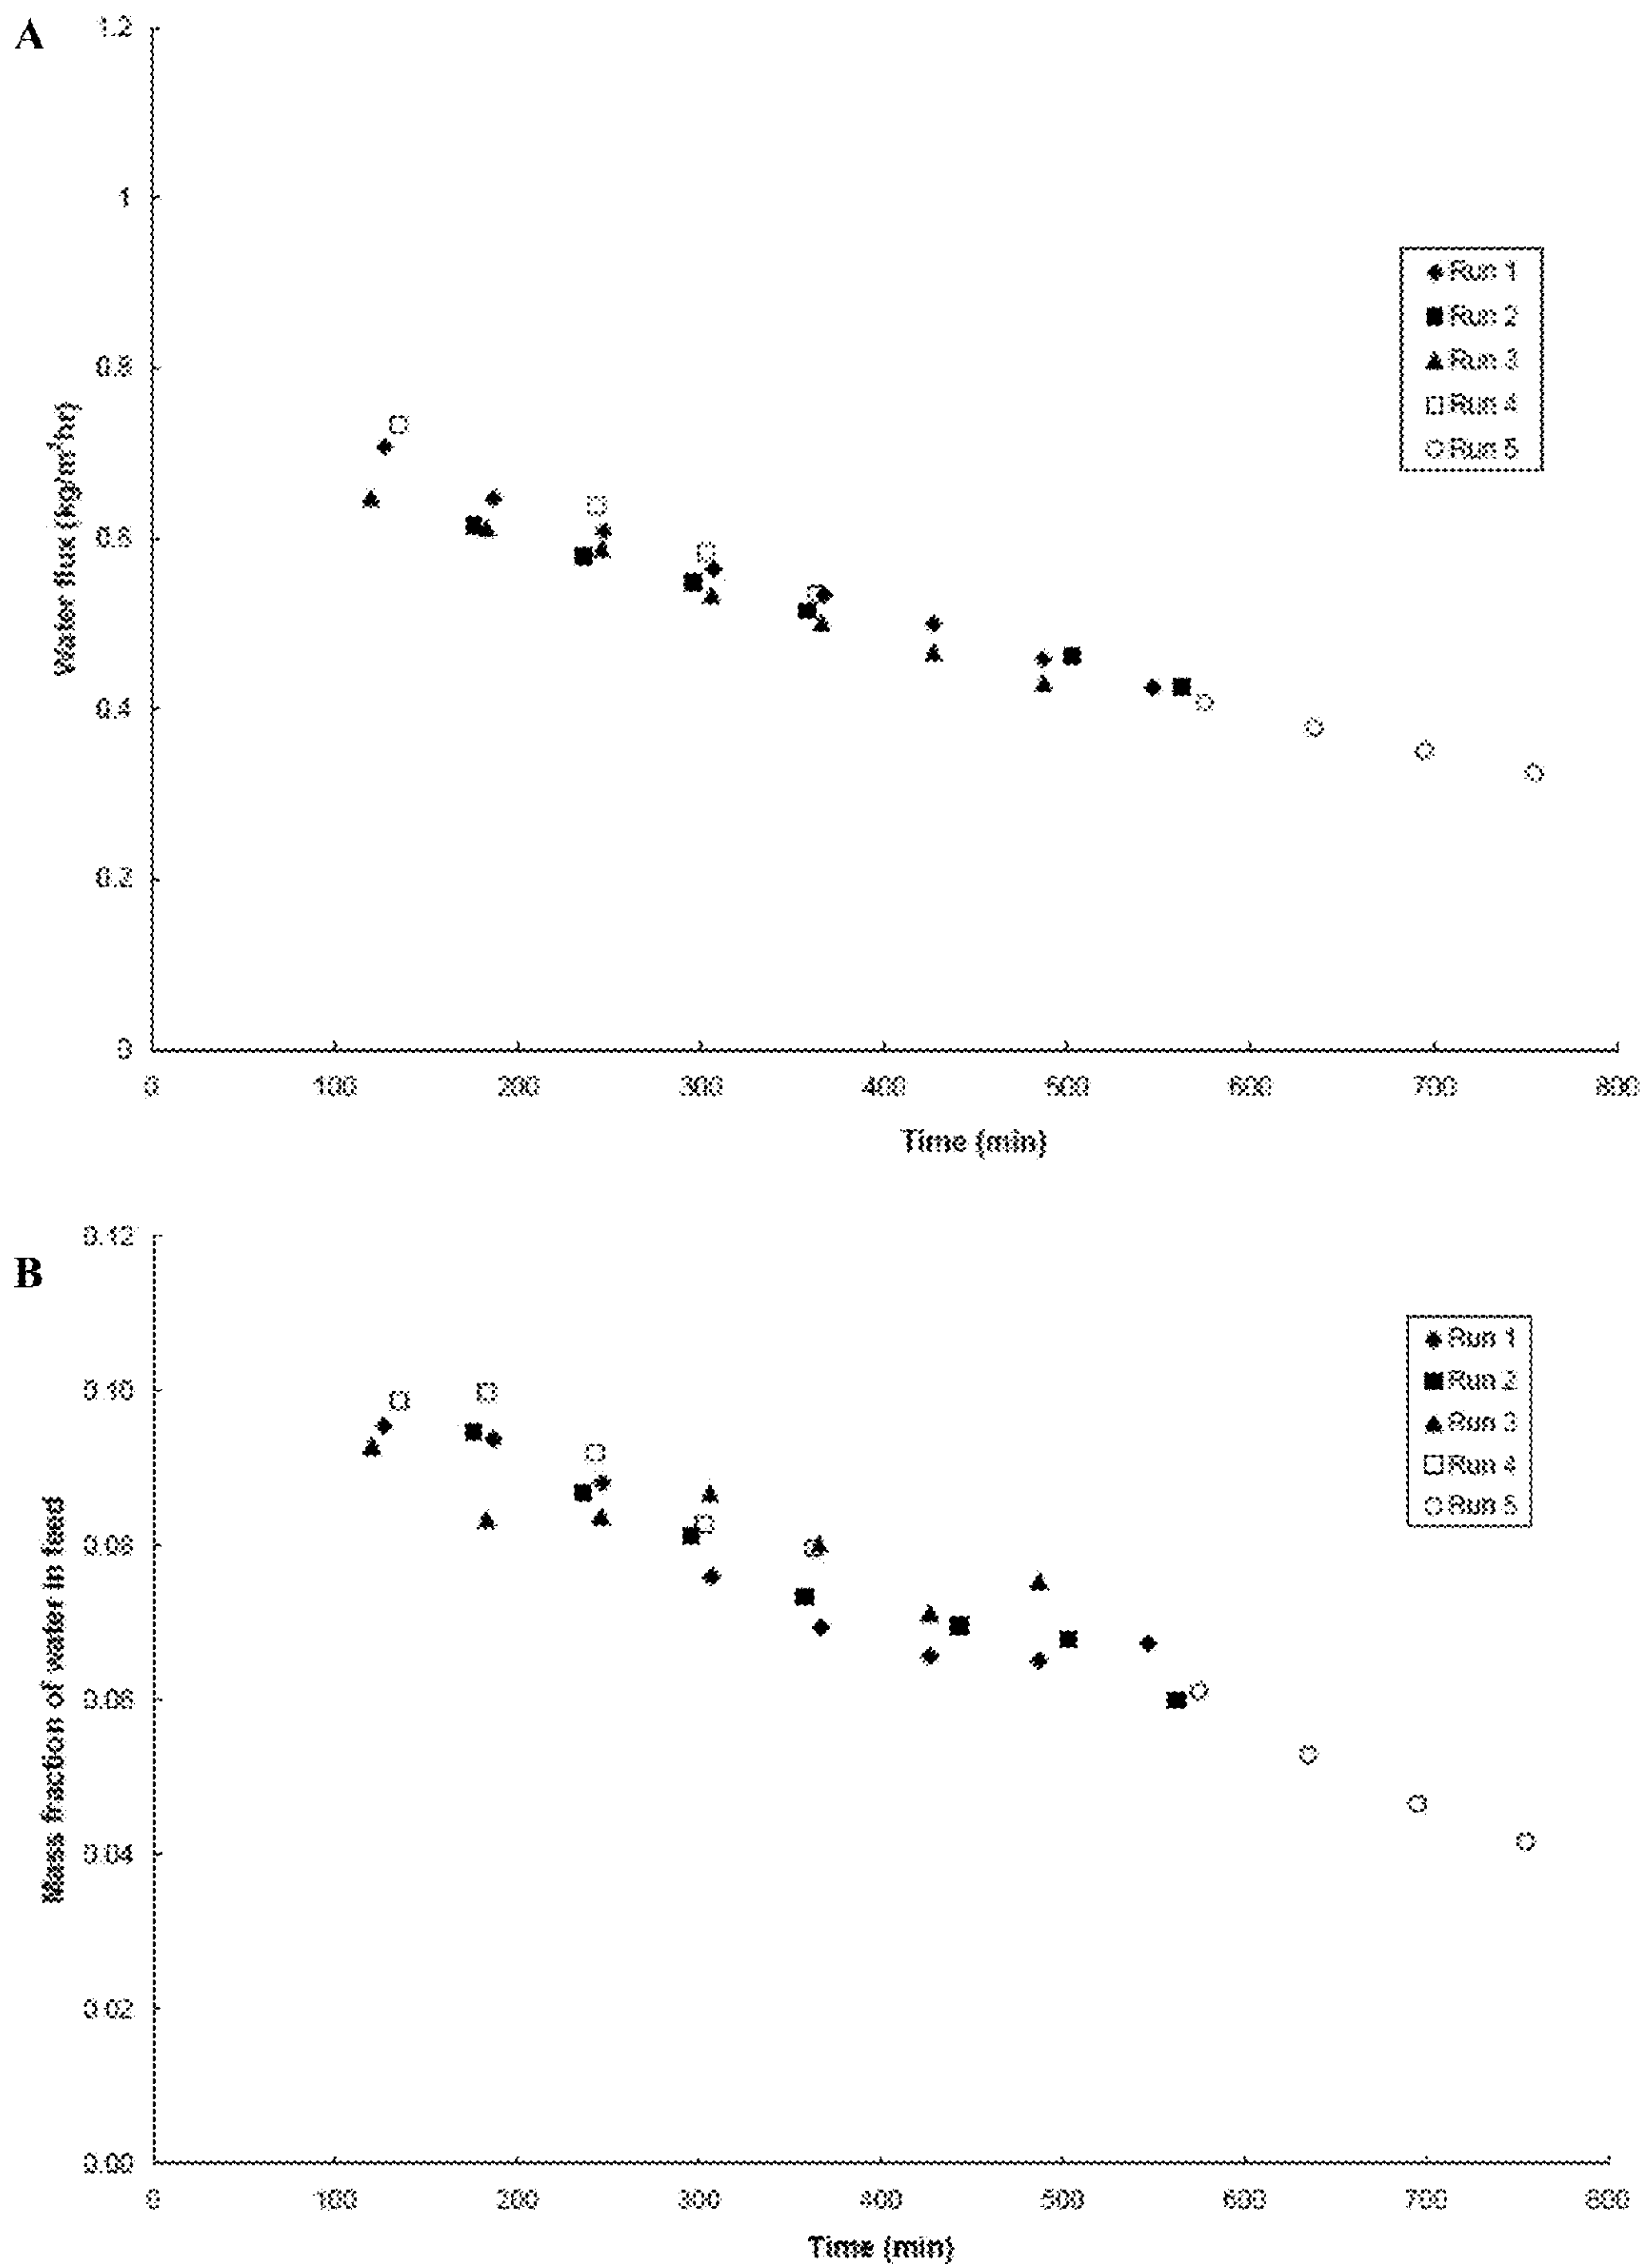 A
1.2
1
0.8
0.6
0.4
0.2
0
Water flux (kg/m²hr)
Run 1
Run 2
Run 3
Run 4
Run 5
0 100 200 300 400 500 600 700 800
Time (min)
B
0.12
0.10
0.08
0.06
0.04
0.02
0.00
Mass fraction of water in feed
Run 1
Run 2
Run 3
Run 4
Run 5
0 100 200 300 400 500 600 700 800
Time (min)